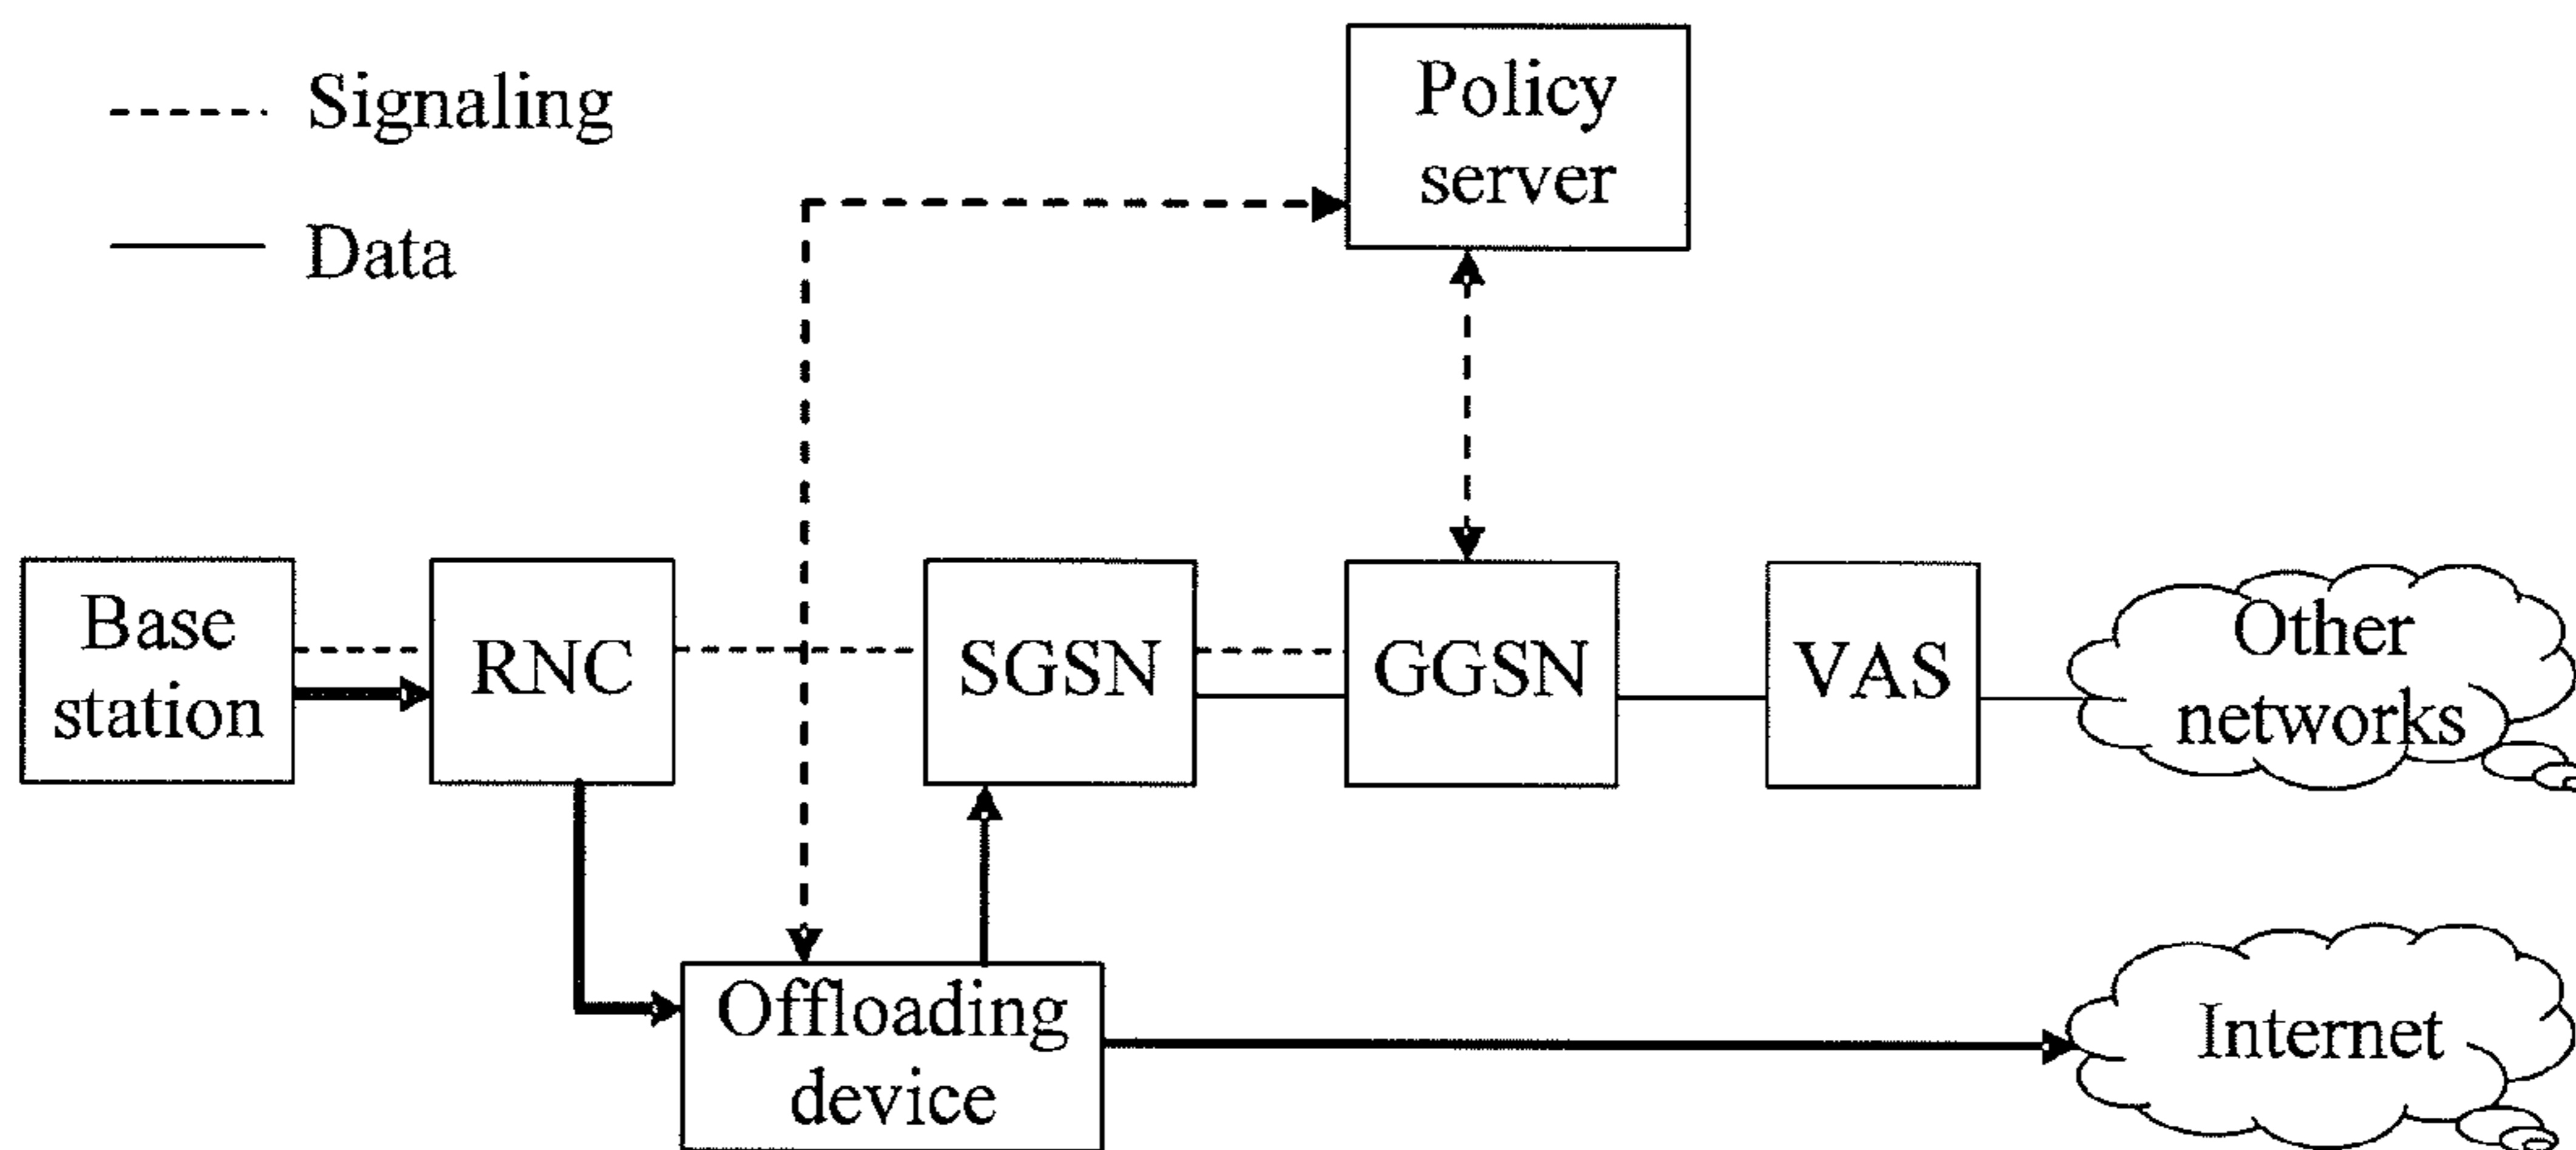 Signaling
Data
Policy
server
Base
station
RNC
SGSN
GGSN
VAS
Other
networks
Offloading
device
Internet